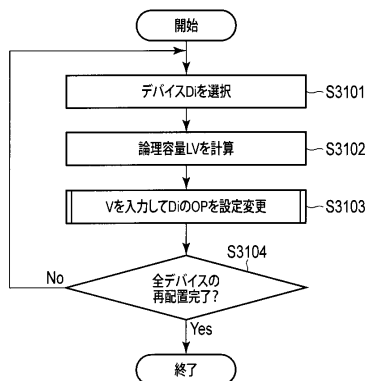 開始
デバイスDiを選択
S3101
論理容量LVを計算
S3102
Vを入力してDiのOPを設定変更
S3103
S3104
No
全デバイスの
再配置完了?
Yes
終了